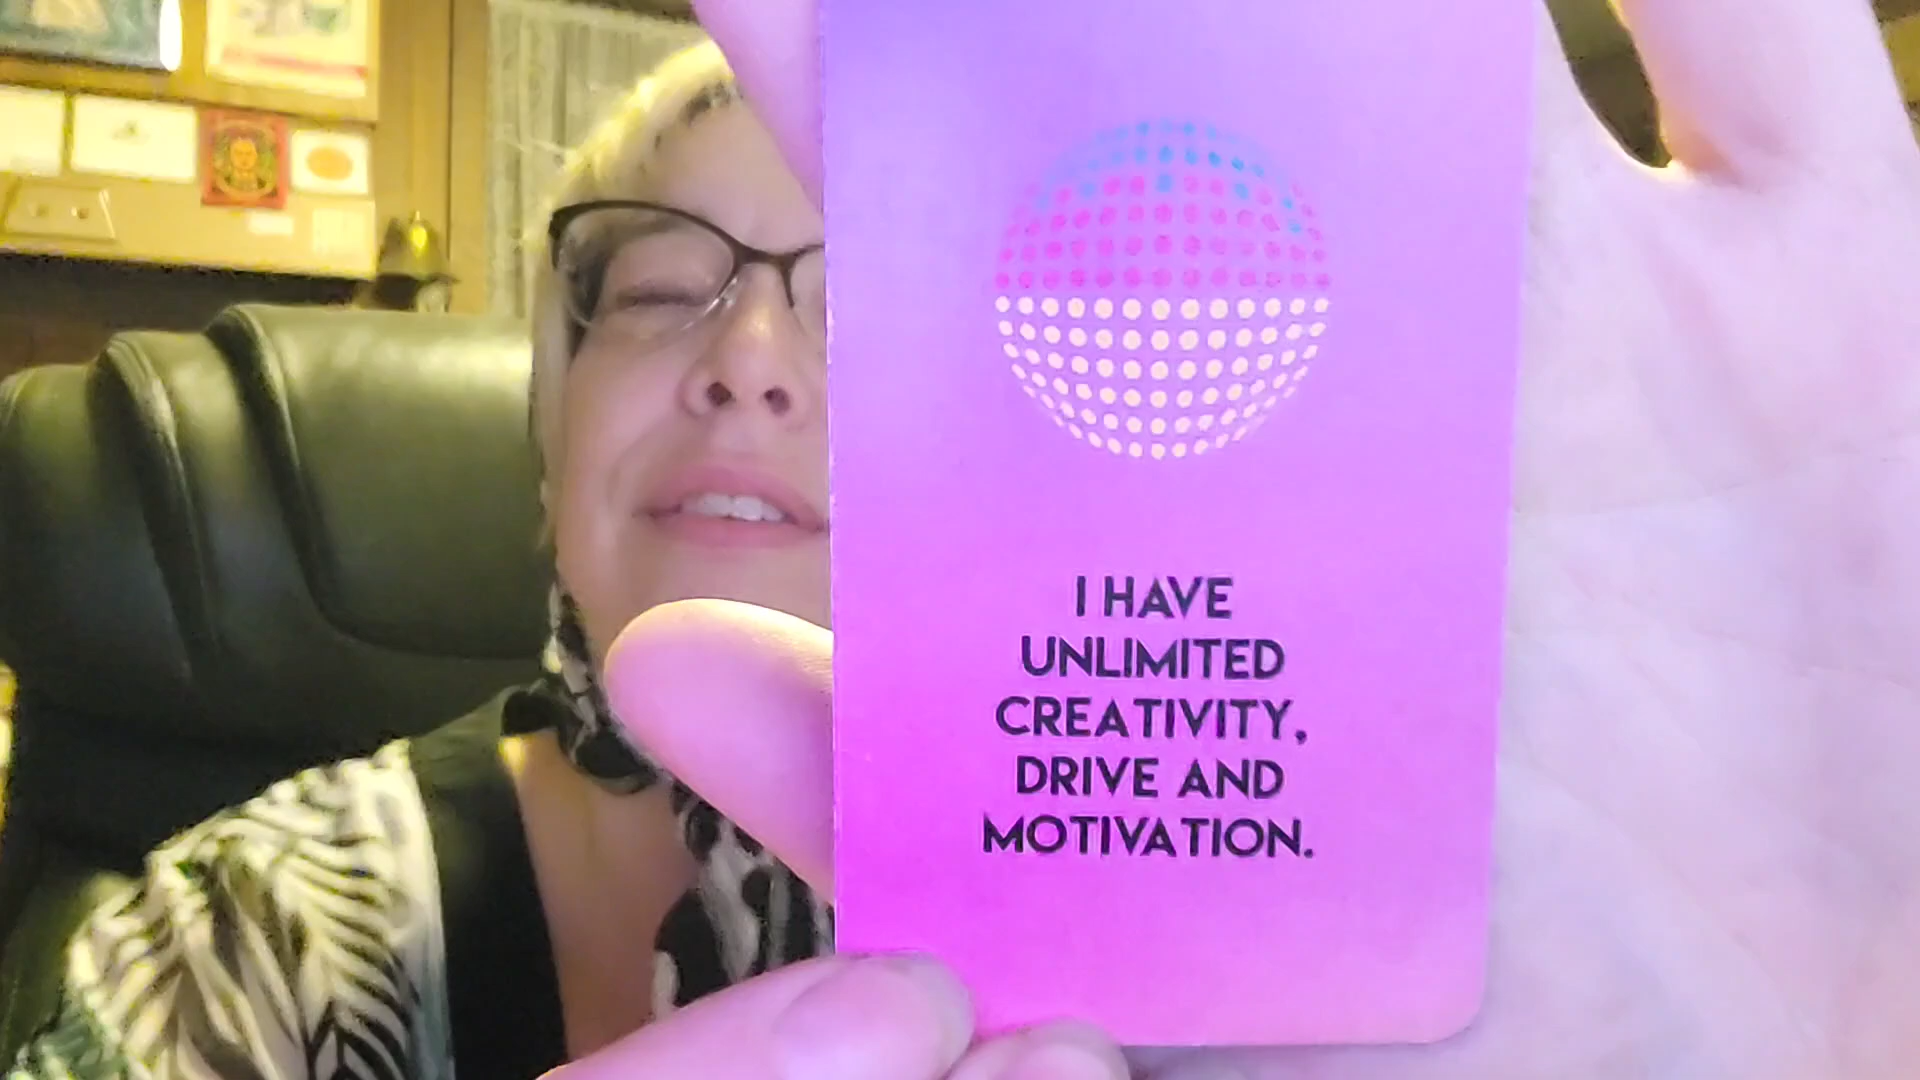 I HAVE
UNLIMITED
CREATIVITY,
DRIVE AND
MOTIVATION.